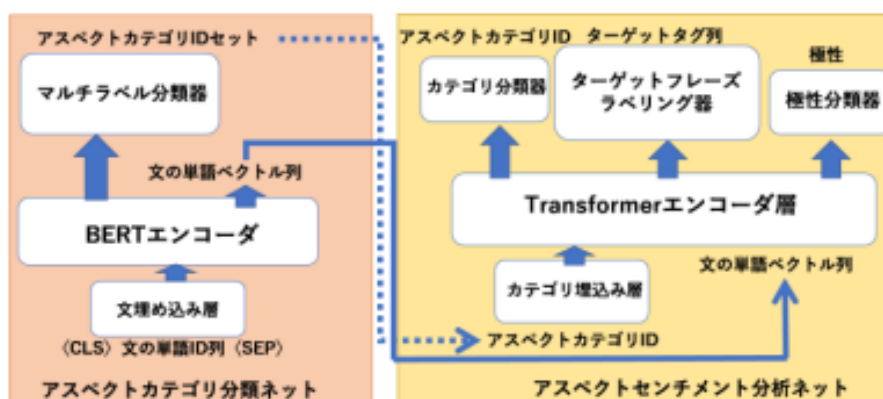 アスペクトカテゴリIDセット
マルチラベル分類器
文の単語ベクトル列
BERTエンコーダ
文埋め込み層
〈CLS〉文の単語ID列〈SEP〉
アスペクトカテゴリ分類ネット
アスペクトカテゴリID ターゲットタグ列
極性
カテゴリ分類器
ターゲットフレーズ
ラベリング器
極性分類器
Transformerエンコーダ層
文の単語ベクトル列
カテゴリ埋込み層
アスペクトカテゴリID
アスペクトセンチメント分析ネット